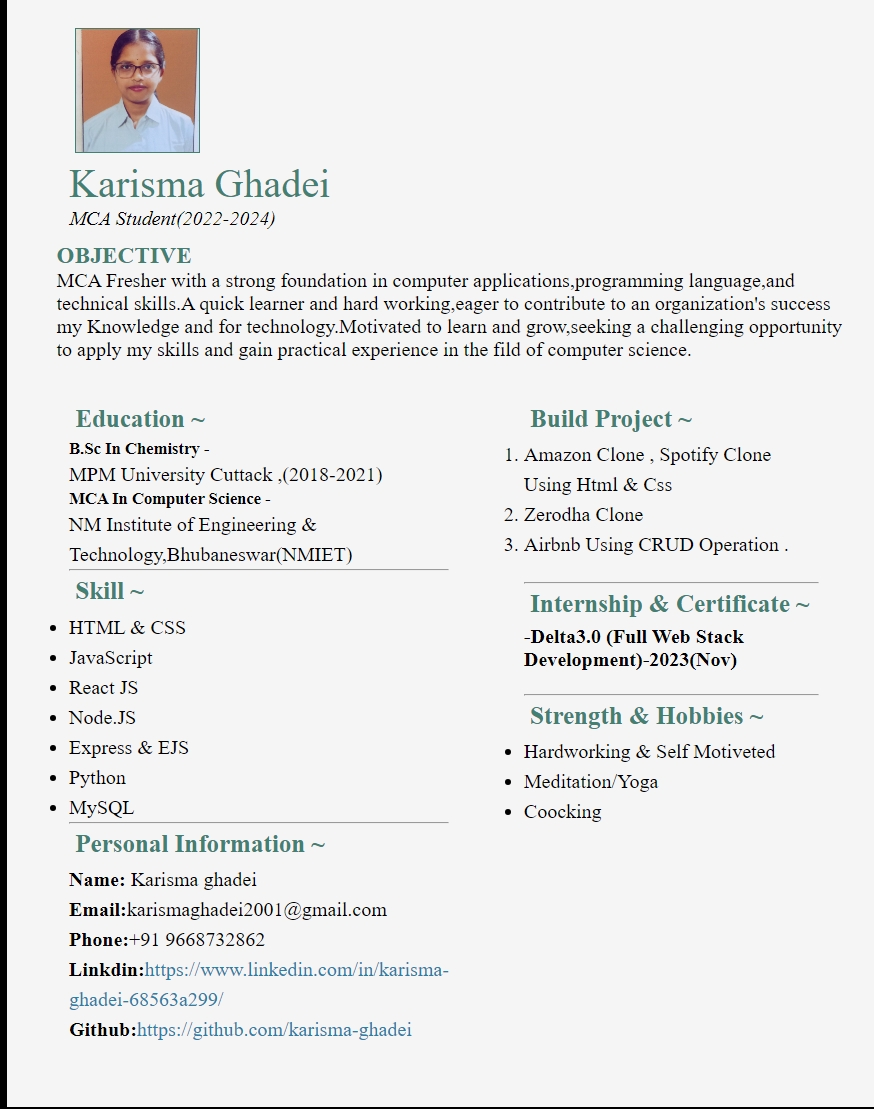 Karisma Ghadei
MCA Student(2022-2024)
OBJECTIVE
MCA Fresher with a strong foundation in computer applications,programming language,and
technical skills.A quick learner and hard working,eager to contribute to an organization's success
my Knowledge and for technology.Motivated to learn and grow,seeking a challenging opportunity
to apply my skills and gain practical experience in the fild of computer science.
Education ~
B.Sc In Chemistry -
MPM University Cuttack ,(2018-2021)
MCA In Computer Science -
NM Institute of Engineering &
Technology,Bhubaneswar(NMIET)
Skill ~
• HTML & CSS
• JavaScript
• React JS
• Node.JS
• Express & EJS
• Python
• MySQL
Personal Information ~
Name: Karisma ghadei
Email:karismaghadei2001@gmail.com
Phone:+91 9668732862
Linkdin:https://www.linkedin.com/in/karisma-
ghadei-68563a299/
Github:https://github.com/karisma-ghadei
Build Project ~
1. Amazon Clone , Spotify Clone
Using Html & Css
2. Zerodha Clone
3. Airbnb Using CRUD Operation .
Internship & Certificate ~
-Delta3.0 (Full Web Stack
Development)-2023(Nov)
Strength & Hobbies ~
• Hardworking & Self Motiveted
• Meditation/Yoga
• Coocking